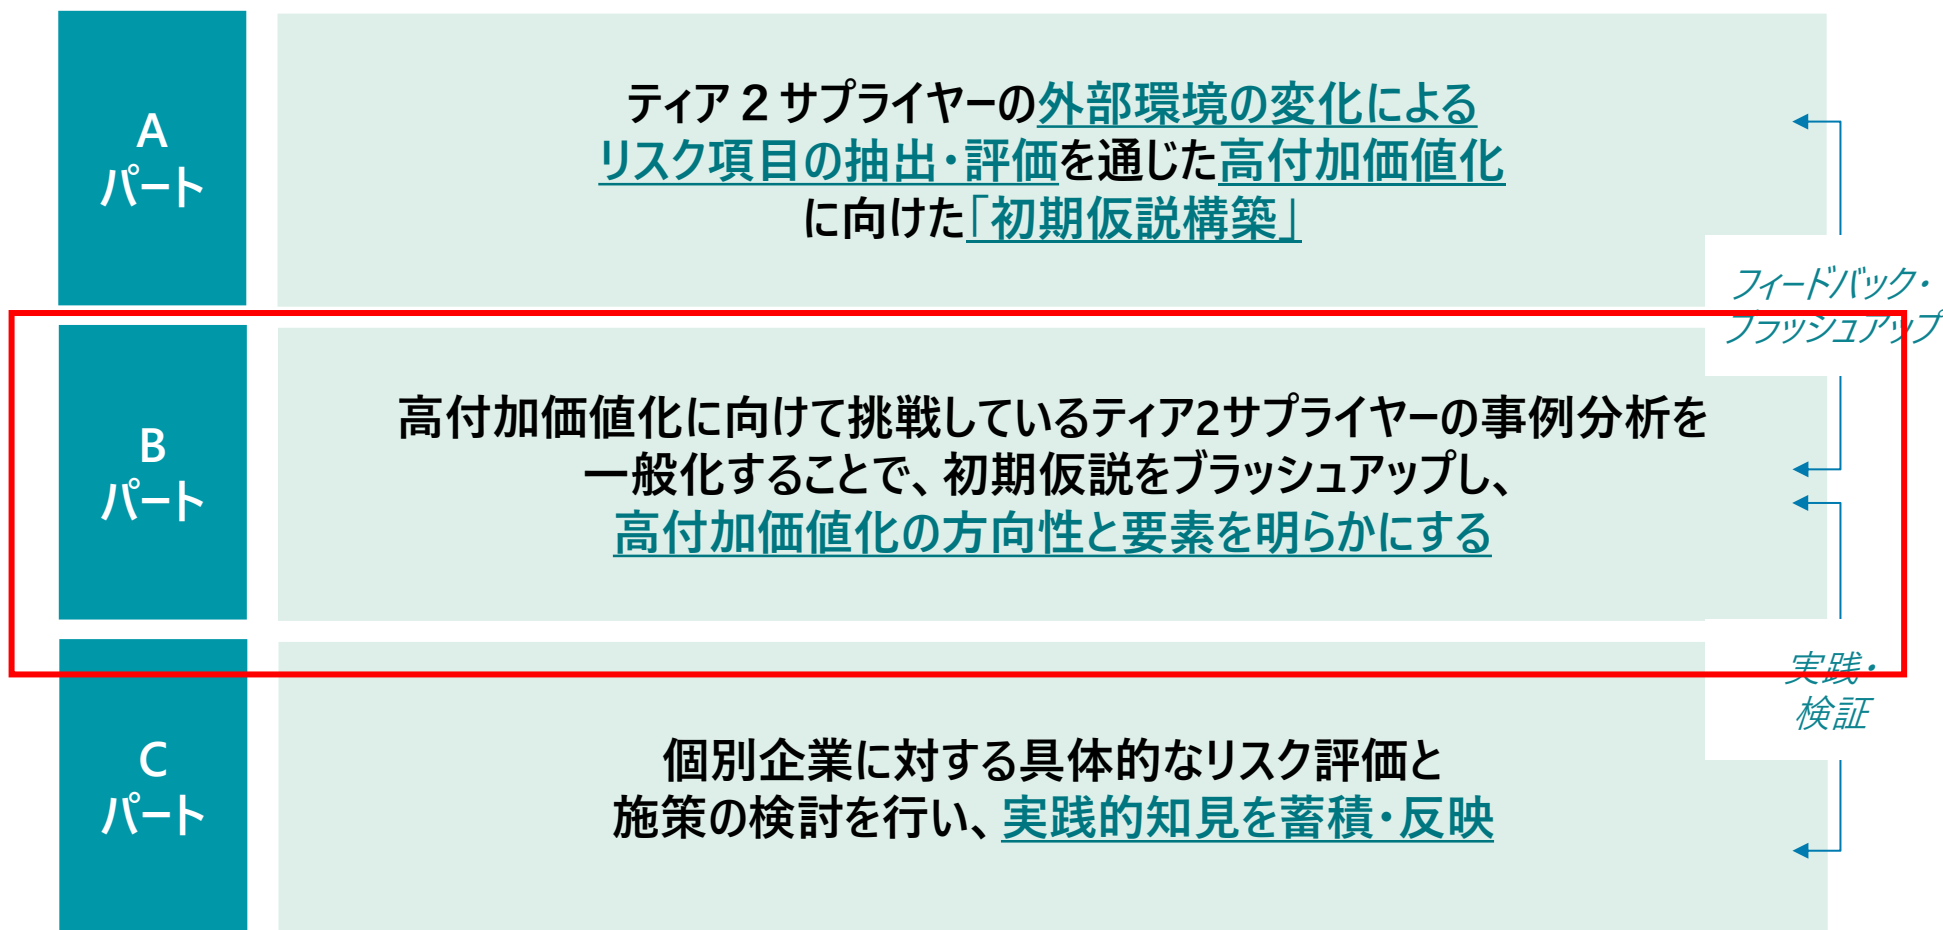 A
パート
ティア２サプライヤーの外部環境の変化による
リスク項目の抽出・評価を通じた高付加価値化
に向けた「初期仮説構築」
フィードバック・
ブラッシュアップ
B
パート
高付加価値化に向けて挑戦しているティア2サプライヤーの事例分析を
一般化することで、初期仮説をブラッシュアップし、
高付加価値化の方向性と要素を明らかにする
実践・
検証
C
パート
個別企業に対する具体的なリスク評価と
施策の検討を行い、実践的知見を蓄積・反映